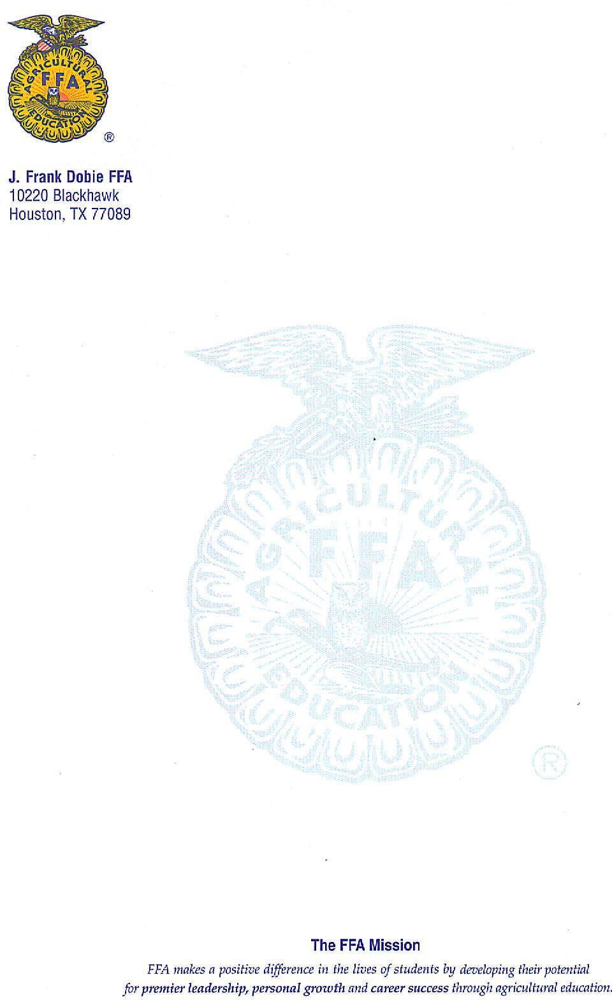 AGRICULTURAL
FFA
EDUCATION
®
J. Frank Dobie FFA
10220 Blackhawk
Houston, TX 77089
AGRICULTURAL
FFA
EDUCATION
®
The FFA Mission
FFA makes a positive difference in the lives of students by developing their potential
for premier leadership, personal growth and career success through agricultural education.